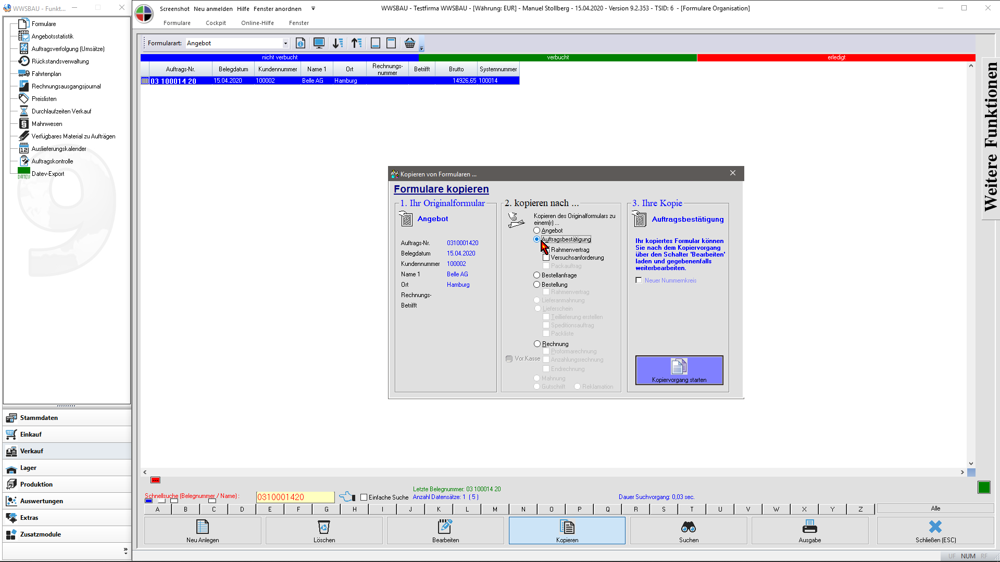 WWSBAU - Funkt...
Formulare
Angebotsstatistik
Auftragsverfolgung (Umsätze)
Rückstandsverwaltung
Fahrtenplan
Rechnungsausgangsjournal
Preislisten
Durchlaufzeiten Verkauf
Mahnwesen
Verfügbares Material zu Aufträgen
Auslieferungskalender
Auftragskontrolle
DATEV Datev-Export
9
Stammdaten
Einkauf
Verkauf
Lager
Produktion
Auswertungen
Extras
Zusatzmodule
Screenshot Neu anmelden Hilfe Fenster anordnen
WWSBAU - Testfirma WWSBAU - [Währung: EUR] - Manuel Stollberg - 15.04.2020 - Version 9.2.353 - TSID: 6 - [Formulare Organisation]
Formulare Cockpit Online-Hilfe Fenster
Formularart: Angebot
nicht verbucht verbucht erledigt
Auftrags-Nr. Belegdatum Kundennummer Name 1 Ort Rechnungs-nummer Betrifft Brutto Systemnummer
03 100014 20 15.04.2020 100002 Belle AG Hamburg 14926,65 100014
Weitere Funktionen
Kopieren von Formularen ...
Formulare kopieren
1. Ihr Originalformular
Angebot
Auftrags-Nr. 0310001420
Belegdatum 15.04.2020
Kundennummer 100002
Name 1 Belle AG
Ort Hamburg
Rechnungs-
Betrifft
2. kopieren nach ...
Kopieren des Originalformulars zu
einem(r) ...
Angebot
Auftragsbestätigung
Rahmenvertrag
Versuchsanforderung
Packauftrag
Bestellanfrage
Bestellung
Rahmenvertrag
Lieferanmahnung
Lieferschein
Teillieferung erstellen
Speditionsauftrag
Packliste
Rechnung
Proformarechnung
Vor.Kasse Anzahlungsrechnung
Endrechnung
Mahnung
Gutschrift Reklamation
3. Ihre Kopie
Auftragsbestätigung
Ihr kopiertes Formular können
Sie nach dem Kopiervorgang
über den Schalter 'Bearbeiten'
laden und gegebenenfalls
weiterbearbeiten.
Neuer Nummernkreis
Kopiervorgang starten
Letzte Belegnummer: 03 100014 20
Schnellsuche (Belegnummer / Name) : 0310001420 Einfache Suche Anzahl Datensätze: 1 ( 5 ) Dauer Suchvorgang: 0,03 sec.
A B C D E F G H I J K L M N O P Q R S T U V W X Y Z Alle
Neu Anlegen Löschen Bearbeiten Kopieren Suchen Ausgabe Schließen (ESC)
UF NUM RF